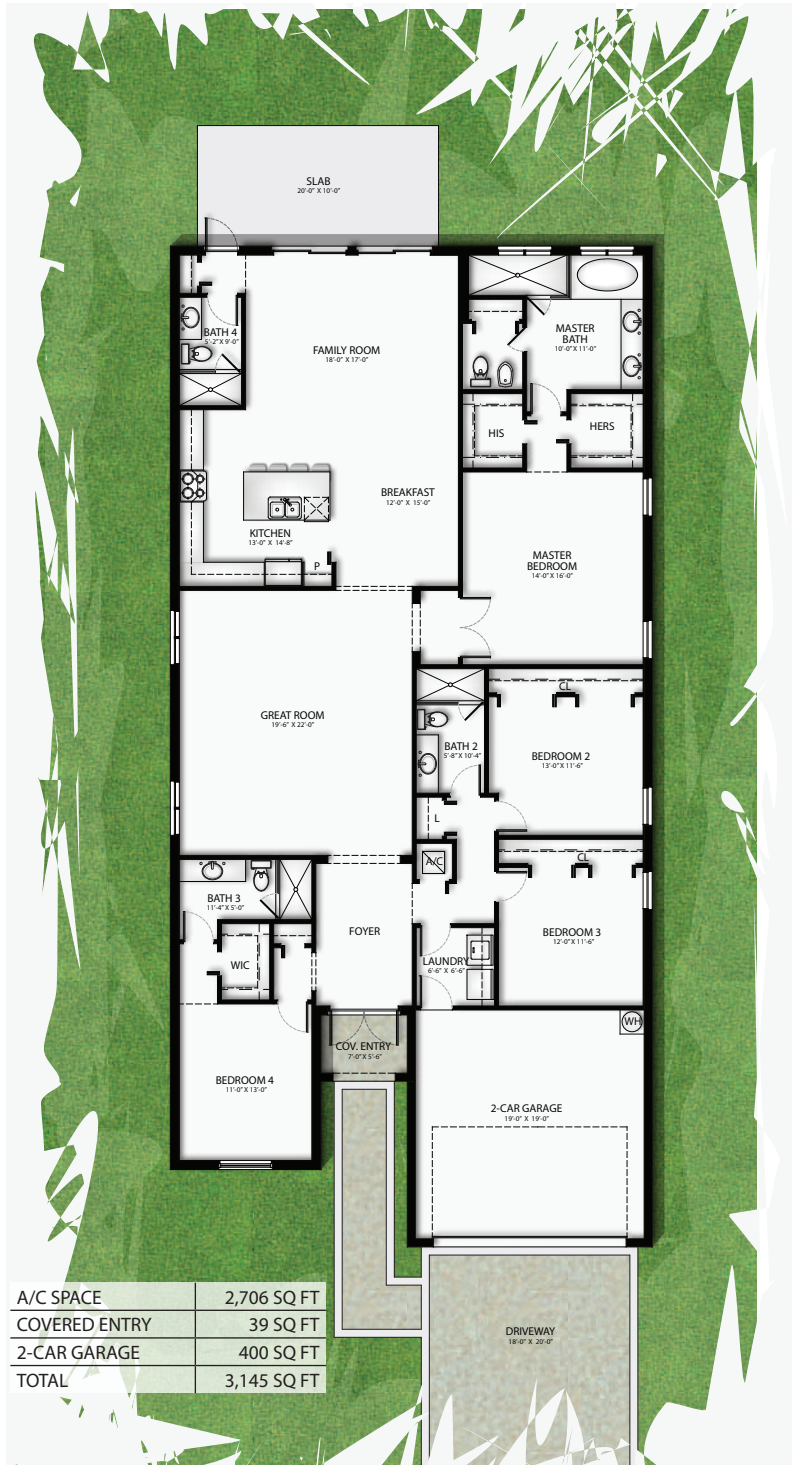 SLAB
20'-0" X 10'-0"
BATH 4
5'-2" X 9'-0"
FAMILY ROOM
18'-0" X 17'-0"
MASTER
BATH
10'-0" X 11'-0"
HIS
HERS
BREAKFAST
12'-0" X 15'-0"
KITCHEN
13'-0" X 14'-8"
P
MASTER
BEDROOM
14'-0" X 16'-0"
GREAT ROOM
19'-6" X 22'-0"
CL
BATH 2
5'-8" X 10'-4"
BEDROOM 2
13'-0" X 11'-6"
L
A/C
CL
BATH 3
11'-4" X 5'-0"
FOYER
BEDROOM 3
12'-0" X 11'-6"
WIC
LAUNDRY
6'-6" X 6'-6"
WH
COV. ENTRY
7'-0" X 5'-6"
BEDROOM 4
11'-0" X 13'-0"
2-CAR GARAGE
19'-0" X 19'-0"
A/C SPACE 2,706 SQ FT
COVERED ENTRY 39 SQ FT
2-CAR GARAGE 400 SQ FT
TOTAL 3,145 SQ FT
DRIVEWAY
18'-0" X 20'-0"